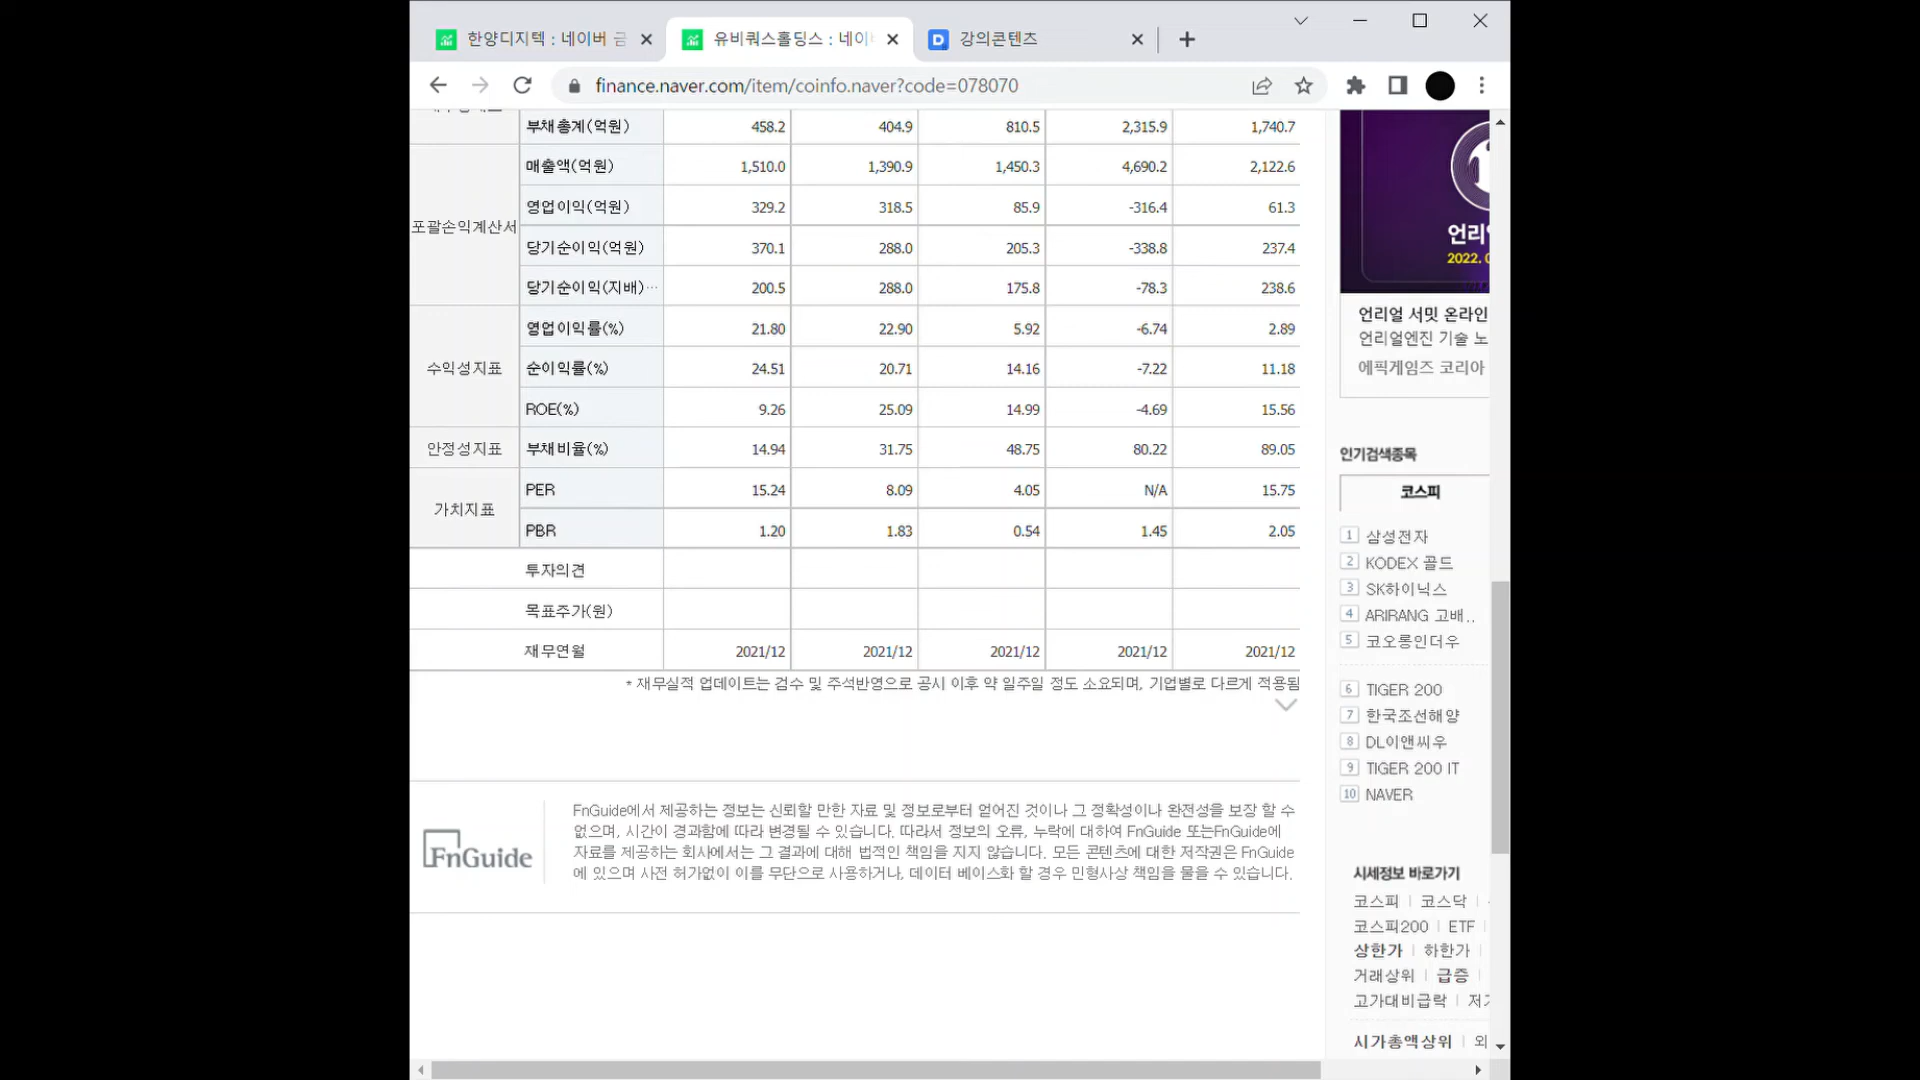 한양디지텍 : 네이버 금
유비쿼스홀딩스 : 네이
강의콘텐츠
finance.naver.com/item/coinfo.naver?code=078070
부채총계(억원) 458.2 404.9 810.5 2,315.9 1,740.7
포괄손익계산서
매출액(억원) 1,510.0 1,390.9 1,450.3 4,690.2 2,122.6
영업이익(억원) 329.2 318.5 85.9 -316.4 61.3
당기순이익(억원) 370.1 288.0 205.3 -338.8 237.4
당기순이익(지배)… 200.5 288.0 175.8 -78.3 238.6
수익성지표
영업이익률(%) 21.80 22.90 5.92 -6.74 2.89
순이익률(%) 24.51 20.71 14.16 -7.22 11.18
ROE(%) 9.26 25.09 14.99 -4.69 15.56
안정성지표 부채비율(%) 14.94 31.75 48.75 80.22 89.05
가치지표
PER 15.24 8.09 4.05 N/A 15.75
PBR 1.20 1.83 0.54 1.45 2.05
투자의견
목표주가(원)
재무연월 2021/12 2021/12 2021/12 2021/12 2021/12
* 재무실적 업데이트는 검수 및 주석반영으로 공시 이후 약 일주일 정도 소요되며, 기업별로 다르게 적용됨
FnGuide
FnGuide에서 제공하는 정보는 신뢰할 만한 자료 및 정보로부터 얻어진 것이나 그 정확성이나 완전성을 보장 할 수
없으며, 시간이 경과함에 따라 변경될 수 있습니다. 따라서 정보의 오류, 누락에 대하여 FnGuide 또는FnGuide에
자료를 제공하는 회사에서는 그 결과에 대해 법적인 책임을 지지 않습니다. 모든 콘텐츠에 대한 저작권은 FnGuide
에 있으며 사전 허가없이 이를 무단으로 사용하거나, 데이터 베이스화 할 경우 민형사상 책임을 물을 수 있습니다.
언리
2022.
언리얼 서밋 온라인
언리얼엔진 기술 노
에픽게임즈 코리아
인기검색종목
코스피
1 삼성전자
2 KODEX 골드
3 SK하이닉스
4 ARIRANG 고배..
5 코오롱인더우
6 TIGER 200
7 한국조선해양
8 DL이앤씨우
9 TIGER 200 IT
10 NAVER
시세정보 바로가기
코스피 | 코스닥 |
코스피200 | ETF |
상한가 | 하한가 |
거래상위 | 급증 |
고가대비급락 | 저가
시가총액상위 | 외